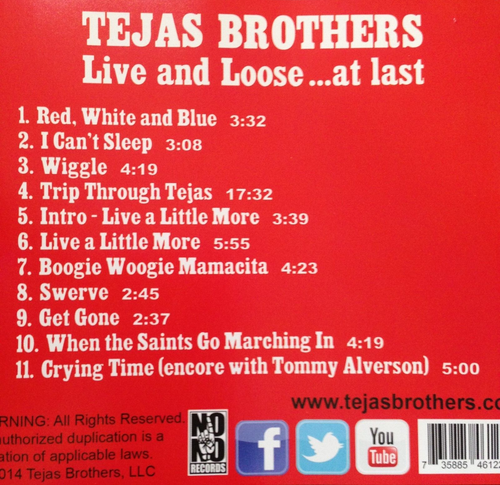 TEJAS BROTHERS
Live and Loose...at last
1. Red, White and Blue 3:32
2. I Can't Sleep 3:08
3. Wiggle 4:19
4. Trip Through Tejas 17:32
5. Intro - Live a Little More 3:39
6. Live a Little More 5:55
7. Boogie Woogie Mamacita 4:23
8. Swerve 2:45
9. Get Gone 2:37
10. When the Saints Go Marching In 4:19
11. Crying Time (encore with Tommy Alverson) 5:00
www.tejasbrothers.co
RNING: All Rights Reserved.
authorized duplication is a
ation of applicable laws.
014 Tejas Brothers, LLC
NO
NO
RECORDS
f
You
Tube
7 35885 46122